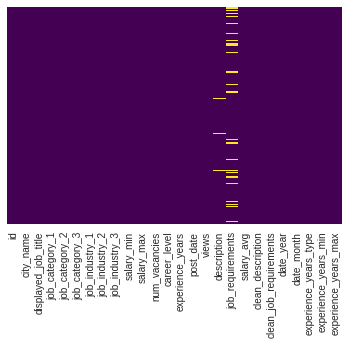 id
city_name
displayed_job_title
job_category_1
job_category_2
job_category_3
job_industry_1
job_industry_2
job_industry_3
salary_min
salary_max
num_vacancies
career_level
experience_years
post_date
views
description
job_requirements
salary_avg
clean_description
clean_job_requirements
date_year
date_month
experience_years_type
experience_years_min
experience_years_max